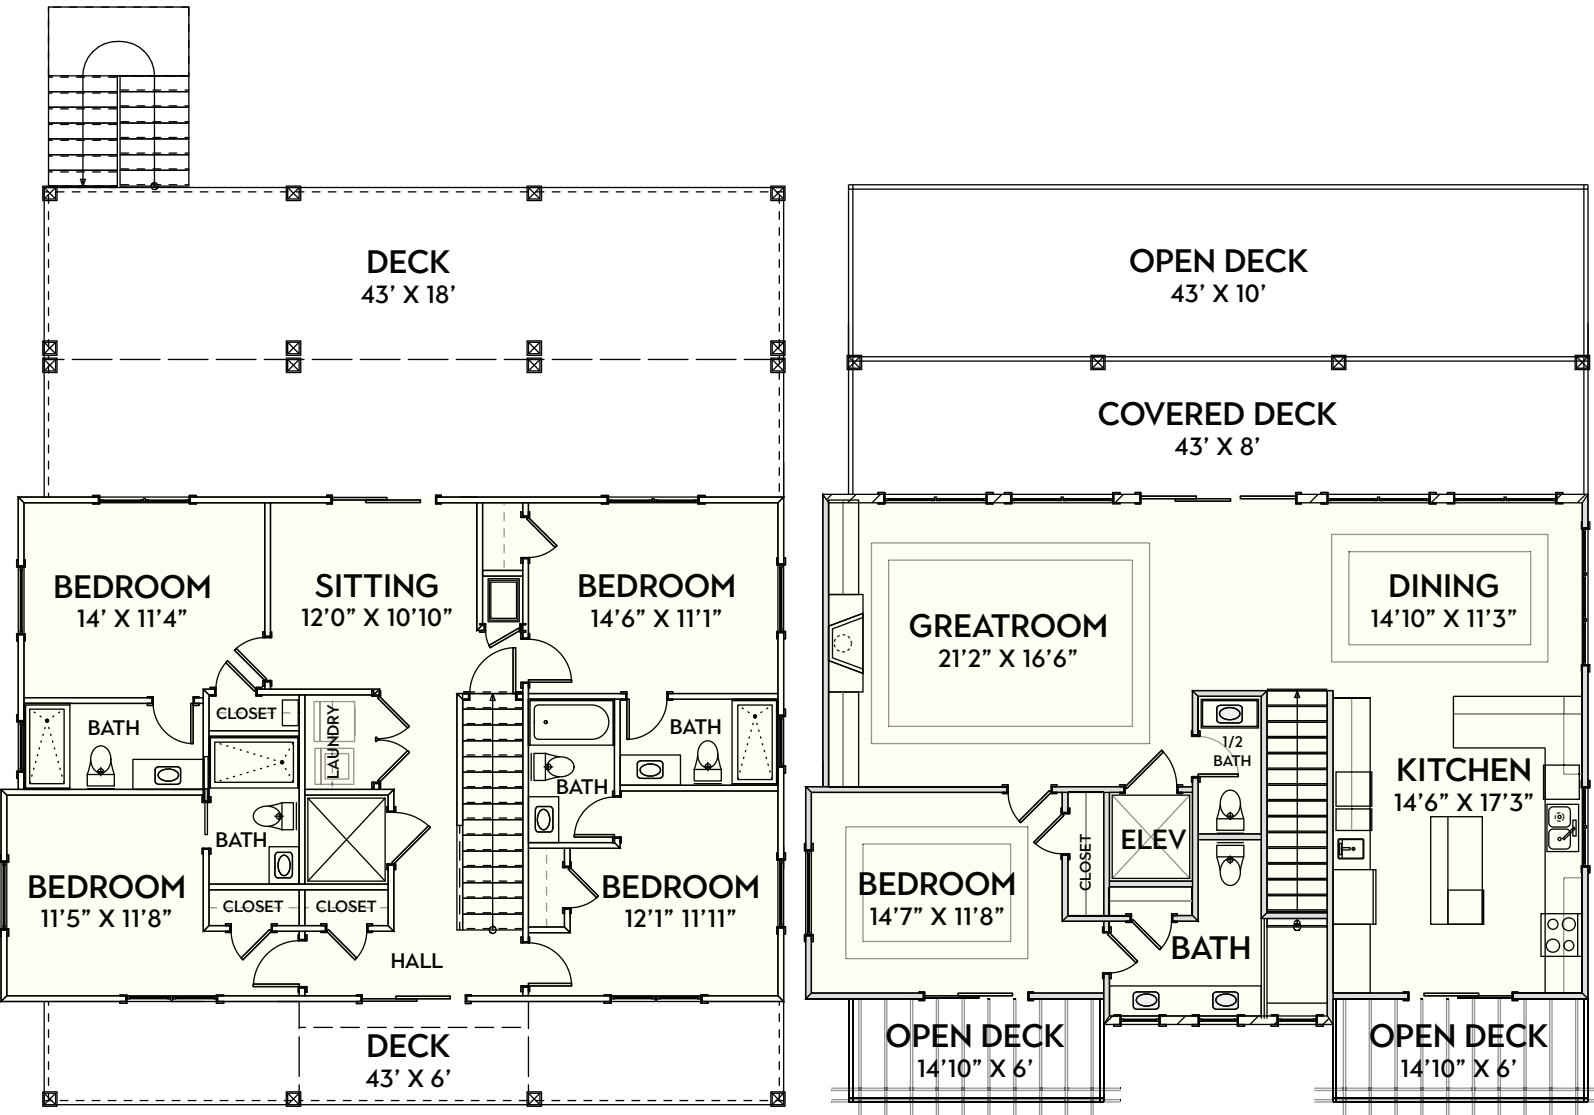 DECK
43’ X 18’
BEDROOM
14’ X 11’4”
SITTING
12’0” X 10’10”
BEDROOM
14’6” X 11’1”
BATH
CLOSET
LAUNDRY
BATH
BATH
BATH
BEDROOM
11’5” X 11’8”
CLOSET
CLOSET
BEDROOM
12’1” 11’11”
HALL
DECK
43’ X 6’
OPEN DECK
43’ X 10’
COVERED DECK
43’ X 8’
GREATROOM
21’2” X 16’6”
DINING
14’10” X 11’3”
1/2
BATH
KITCHEN
14’6” X 17’3”
ELEV
CLOSET
BEDROOM
14’7” X 11’8”
BATH
OPEN DECK
14’10” X 6’
OPEN DECK
14’10” X 6’